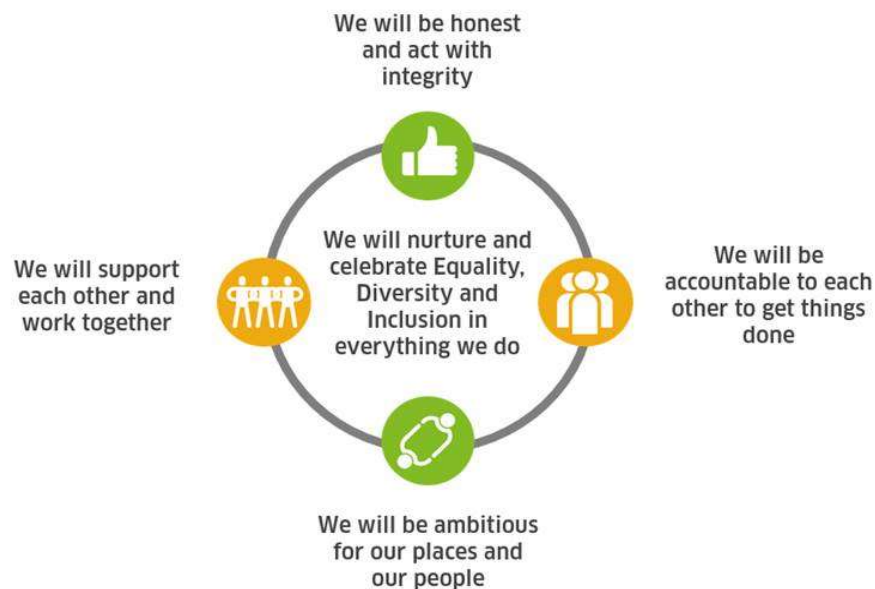 We will be honest
and act with
integrity
We will nurture and
celebrate Equality,
Diversity and
Inclusion in
everything we do
We will support
each other and
work together
We will be
accountable to each
other to get things
done
We will be ambitious
for our places and
our people